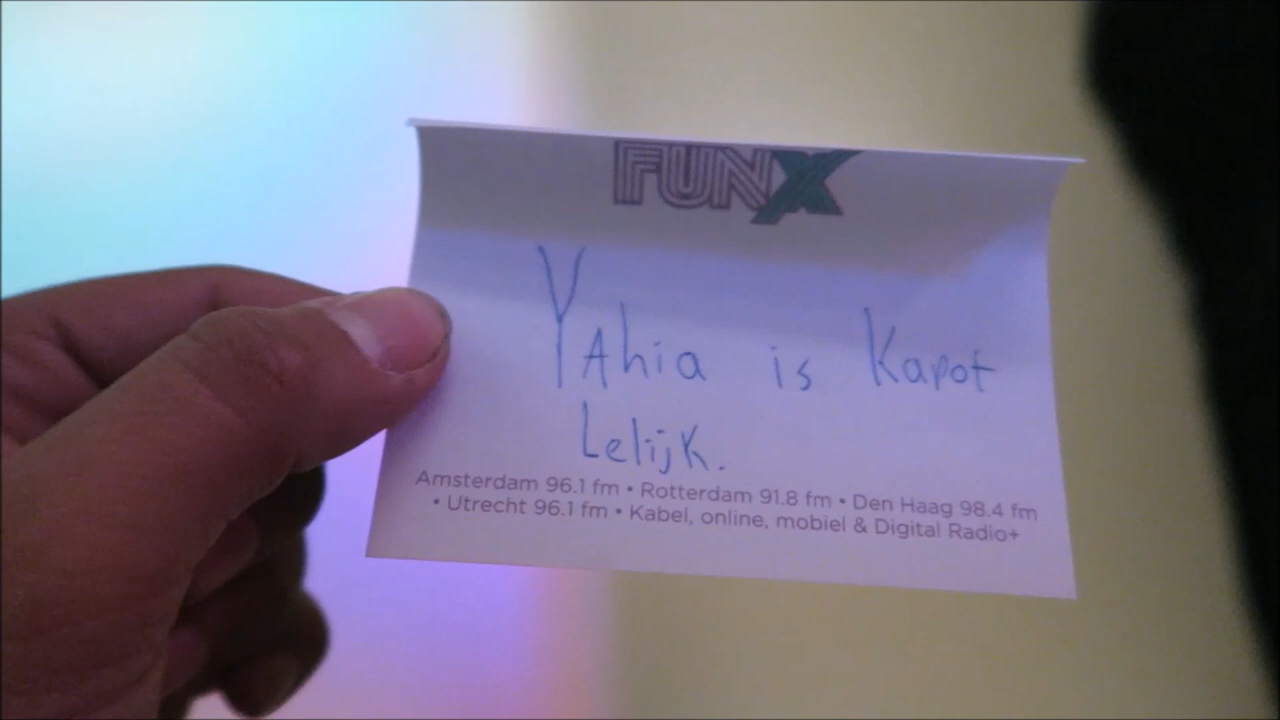 FUNX
YAhia is Kapot
Lelijk.
Amsterdam 96.1 fm • Rotterdam 91.8 fm • Den Haag 98.4 fm
• Utrecht 96.1 fm • Kabel, online, mobiel & Digital Radio+